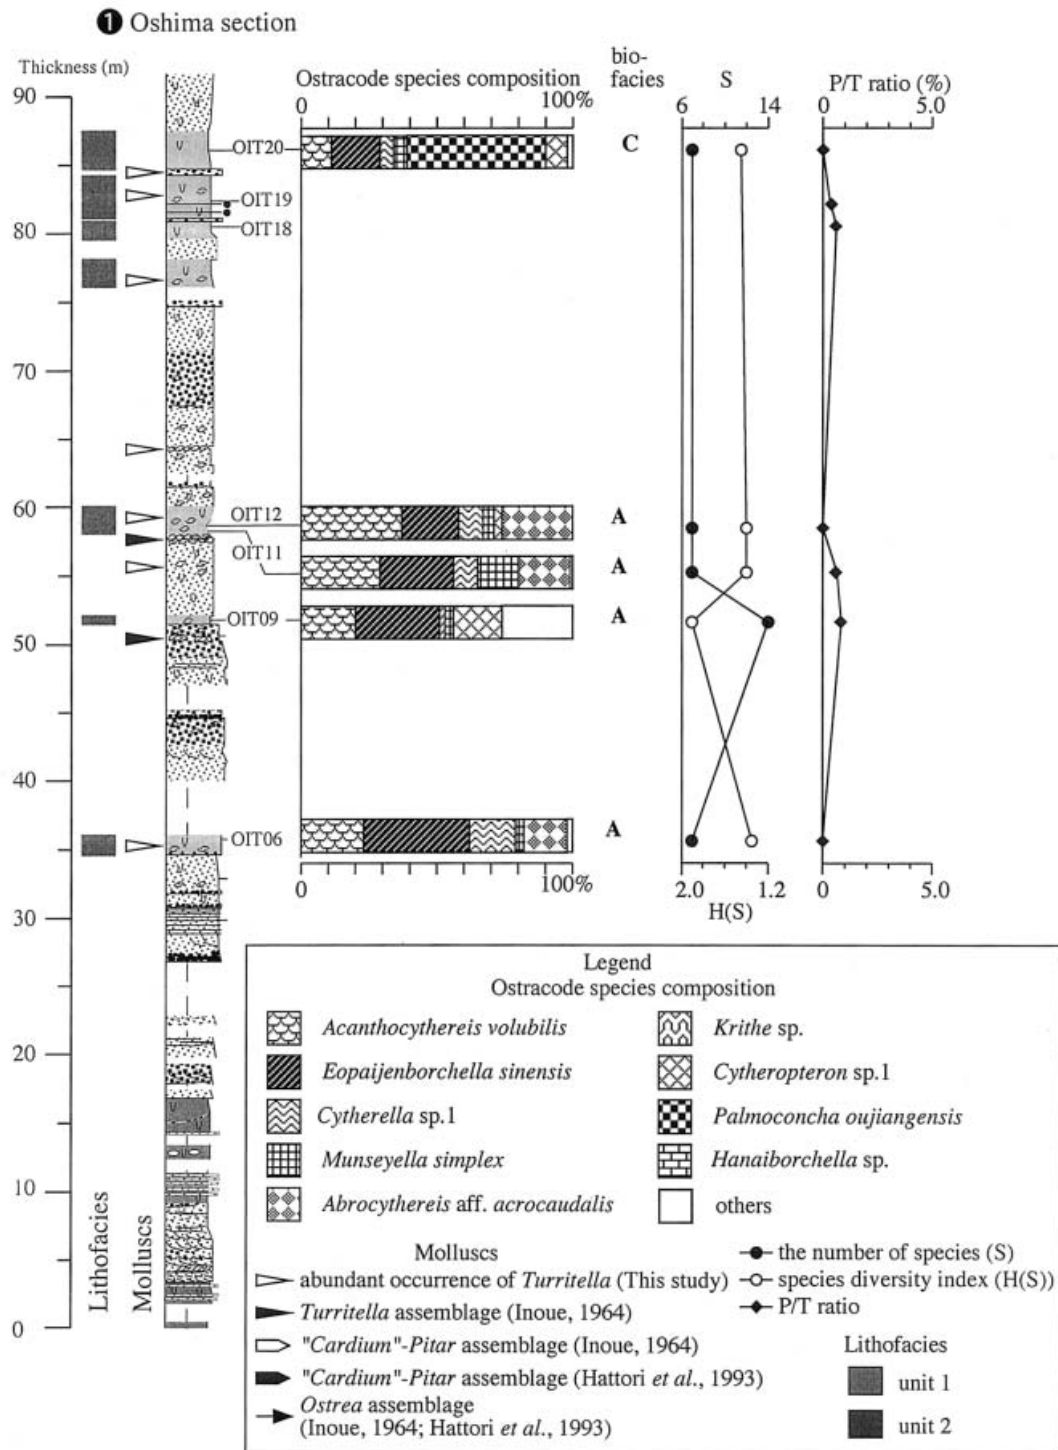 1 Oshima section
Thickness (m)
Ostracode species composition
bio-
facies
S
P/T ratio (%)
0 100%
6 14
0 5.0
90
80
70
60
50
40
30
20
10
0
OIT20
OIT19
OIT18
OIT12
OIT11
OIT09
OIT06
C
A
A
A
A
0 100%
2.0 1.2
H(S)
0 5.0
Lithofacies
Molluscs
Legend
Ostracode species composition
Acanthocythereis volubilis
Krithe sp.
Eopaijenborchella sinensis
Cytheropteron sp.1
Cytherella sp.1
Palmoconcha oujiangensis
Munseyella simplex
Hanaiborchella sp.
Abrocythereis aff. acrocaudalis
others
Molluscs
abundant occurrence of Turritella (This study)
Turritella assemblage (Inoue, 1964)
"Cardium"-Pitar assemblage (Inoue, 1964)
"Cardium"-Pitar assemblage (Hattori et al., 1993)
Ostrea assemblage
(Inoue, 1964; Hattori et al., 1993)
the number of species (S)
species diversity index (H(S))
P/T ratio
Lithofacies
unit 1
unit 2